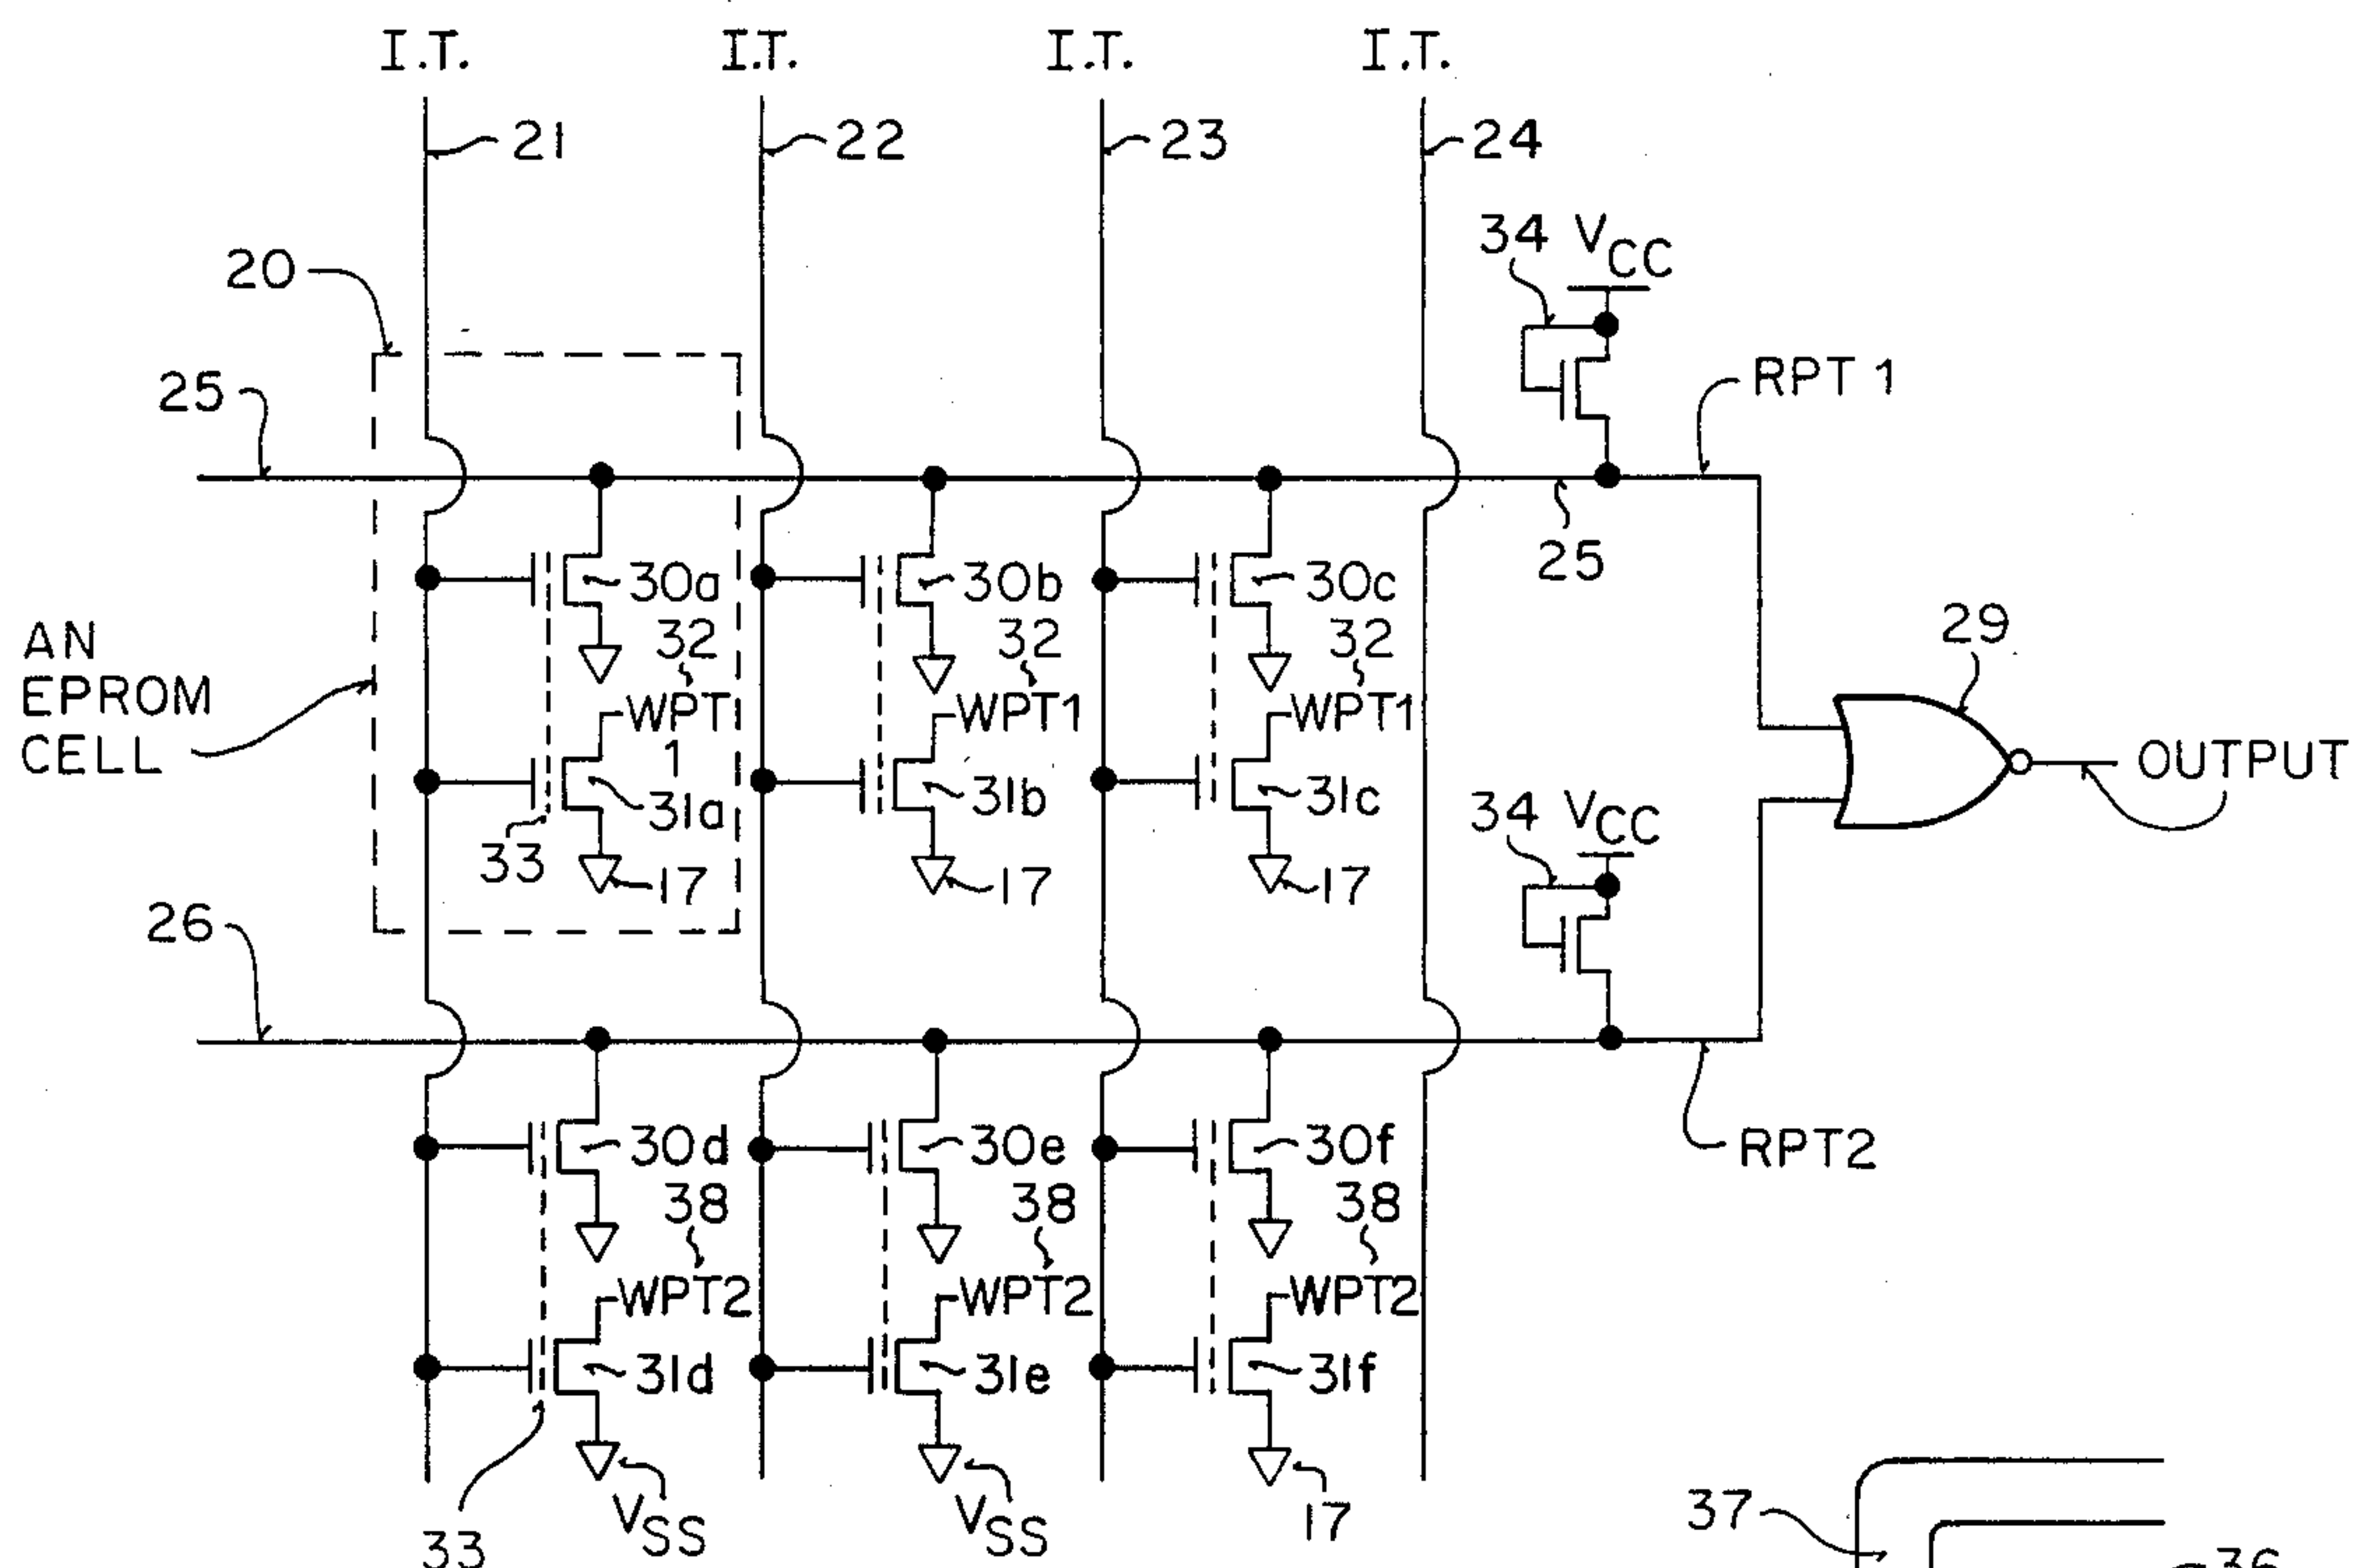 I.T. I.T. I.T. I.T.
21 22 23 24
34 VCC
20
RPT 1
25
30a 30b 30c 25
32 32 32
29
AN
EPROM
CELL
WPT
1
WPT1 WPT1
OUTPUT
31a 31b 31c
34 VCC
33 17 17 17
26
30d 30e 30f
RPT2
38 38 38
WPT2 WPT2 WPT2
31d 31e 31f
33 VSS VSS 17
37
36